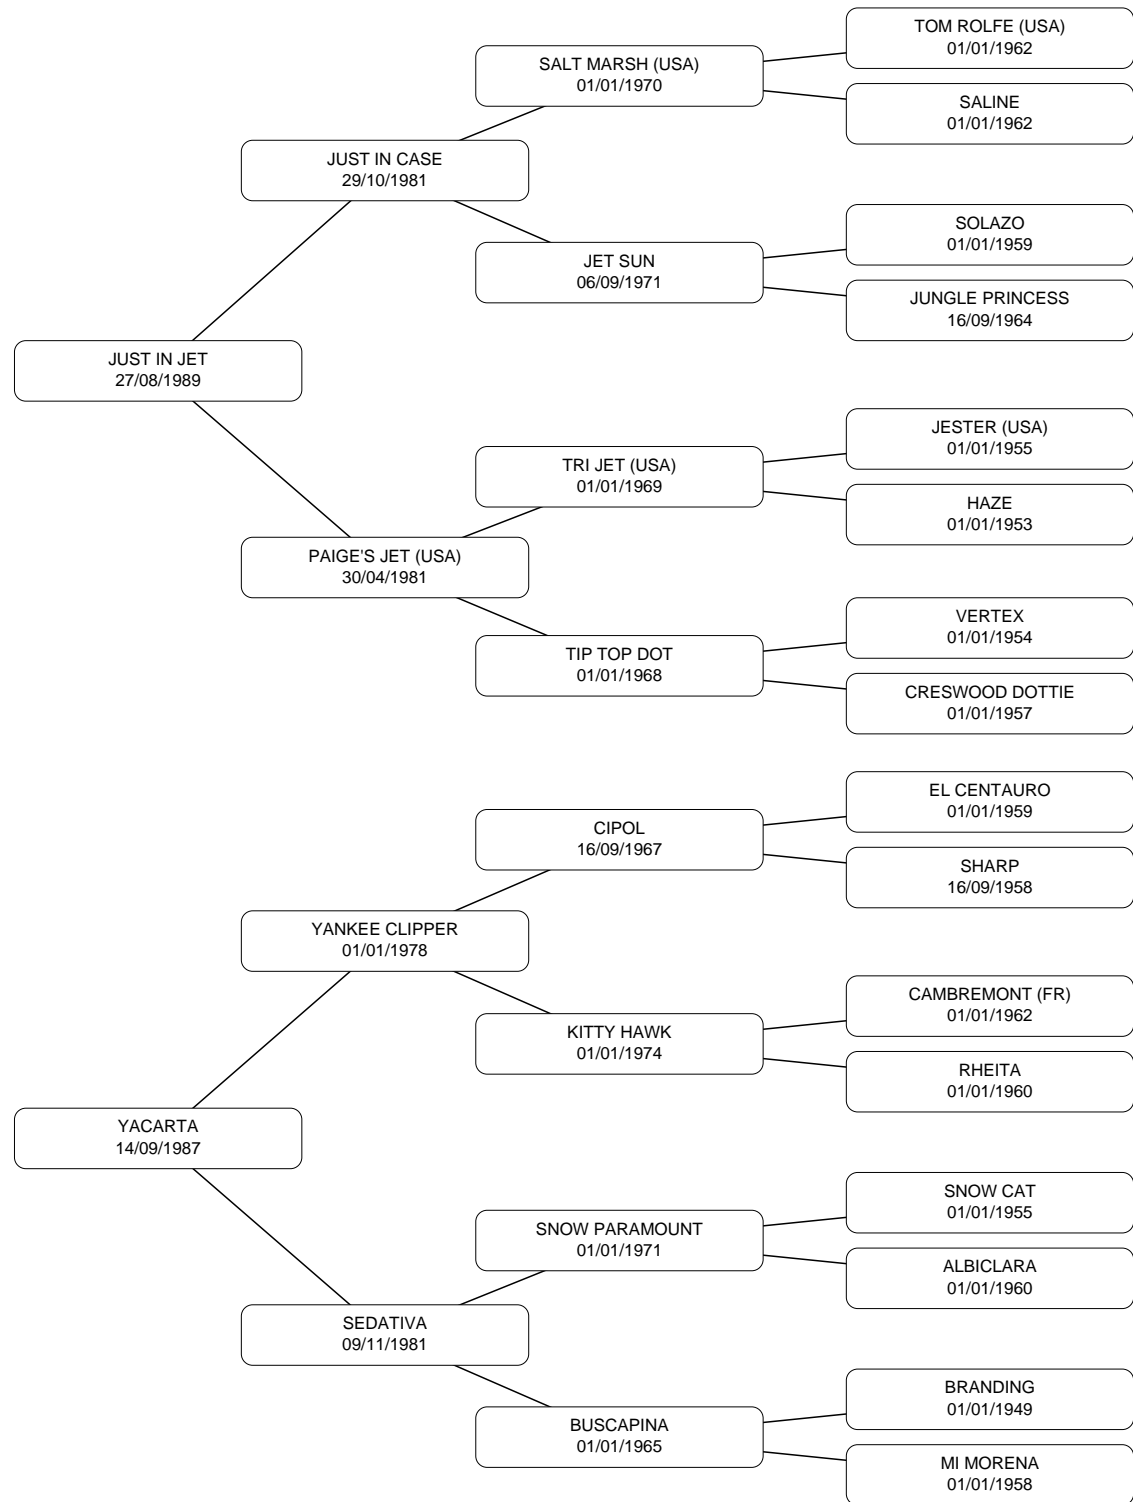 TOM ROLFE (USA)
01/01/1962
SALT MARSH (USA)
01/01/1970
SALINE
01/01/1962
JUST IN CASE
29/10/1981
SOLAZO
01/01/1959
JET SUN
06/09/1971
JUNGLE PRINCESS
16/09/1964
JUST IN JET
27/08/1989
JESTER (USA)
01/01/1955
TRI JET (USA)
01/01/1969
HAZE
01/01/1953
PAIGE'S JET (USA)
30/04/1981
VERTEX
01/01/1954
TIP TOP DOT
01/01/1968
CRESWOOD DOTTIE
01/01/1957
EL CENTAURO
01/01/1959
CIPOL
16/09/1967
SHARP
16/09/1958
YANKEE CLIPPER
01/01/1978
CAMBREMONT (FR)
01/01/1962
KITTY HAWK
01/01/1974
RHEITA
01/01/1960
YACARTA
14/09/1987
SNOW CAT
01/01/1955
SNOW PARAMOUNT
01/01/1971
ALBICLARA
01/01/1960
SEDATIVA
09/11/1981
BRANDING
01/01/1949
BUSCAPINA
01/01/1965
MI MORENA
01/01/1958